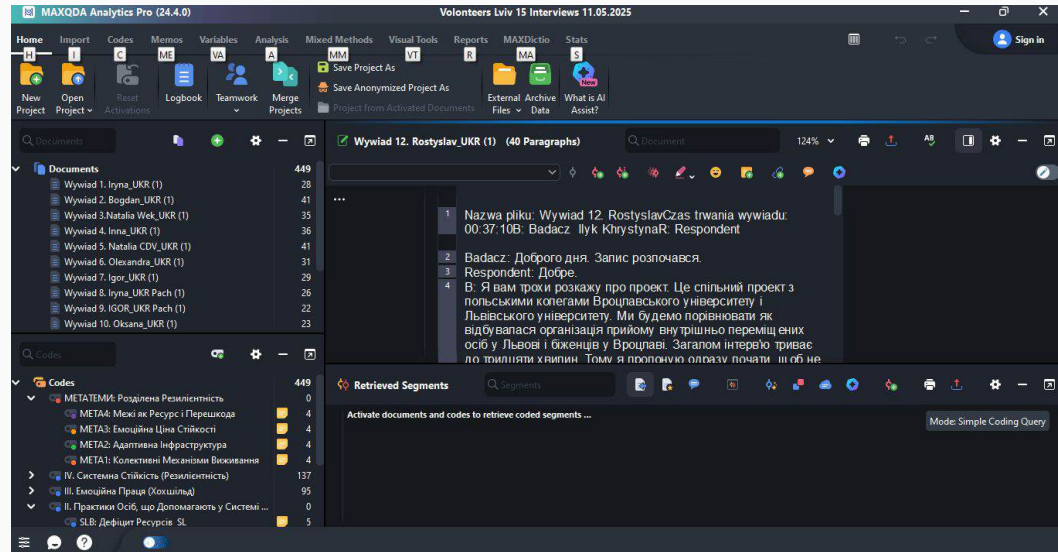 MAXQDA Analytics Pro (24.4.0)
Volonteers Lviv 15 Interviews 11.05.2025
Home Import Codes Memos Variables Analysis Mixed Methods Visual Tools Reports MAXDictio Stats
Sign in
H I C ME VA A MM VT R MA S
New Project
Open Project
Reset Activations
Logbook
Teamwork
Merge Projects
Save Project As
Save Anonymized Project As
Project from Activated Documents
External Files
Archive Data
New
What is AI Assist?
Documents
Documents 449
Wywiad 1. Iryna_UKR (1) 28
Wywiad 2. Bogdan_UKR (1) 41
Wywiad 3.Natalia Wek_UKR (1) 35
Wywiad 4. Inna_UKR (1) 36
Wywiad 5. Natalia CDV_UKR (1) 41
Wywiad 6. Olexandra_UKR (1) 31
Wywiad 7. Igor_UKR (1) 29
Wywiad 8. Iryna_UKR Pach (1) 26
Wywiad 9. IGOR_UKR Pach (1) 22
Wywiad 10. Oksana_UKR (1) 23
Codes
Codes 449
МЕТАТЕМИ: Розділена Резилієнтність 0
МЕТА4: Межі як Ресурс і Перешкода 4
МЕТА3: Емоційна Ціна Стійкості 4
МЕТА2: Адаптивна Інфраструктура 4
МЕТА1: Колективні Механізми Виживання 4
IV. Системна Стійкість (Резилієнтність) 137
III. Емоційна Праця (Хохшільд) 95
II. Практики Осіб, що Допомагають у Системі ... 0
SLB: Дефіцит Ресурсів SL 5
Wywiad 12. Rostyslav_UKR (1) (40 Paragraphs)
Document
124%
...
1 Nazwa pliku: Wywiad 12. RostyslavCzas trwania wywiadu:
00:37:10B: Badacz Ilyk KhrystynaR: Respondent
2 Badacz: Доброго дня. Запис розпочався.
3 Respondent: Добре.
4 В: Я вам трохи розкажу про проект. Це спільний проект з
польськими колегами Вроцлавського університету і
Львівського університету. Ми будемо порівнювати як
відбувалася організація прийому внутрішньо переміщ ених
осіб у Львові і біженців у Вроцлаві. Загалом інтерв'ю триває
до тридцяти хвилин. Тому я пропоную одразу почати, щоб не
Retrieved Segments
Segments
Activate documents and codes to retrieve coded segments ...
Mode: Simple Coding Query